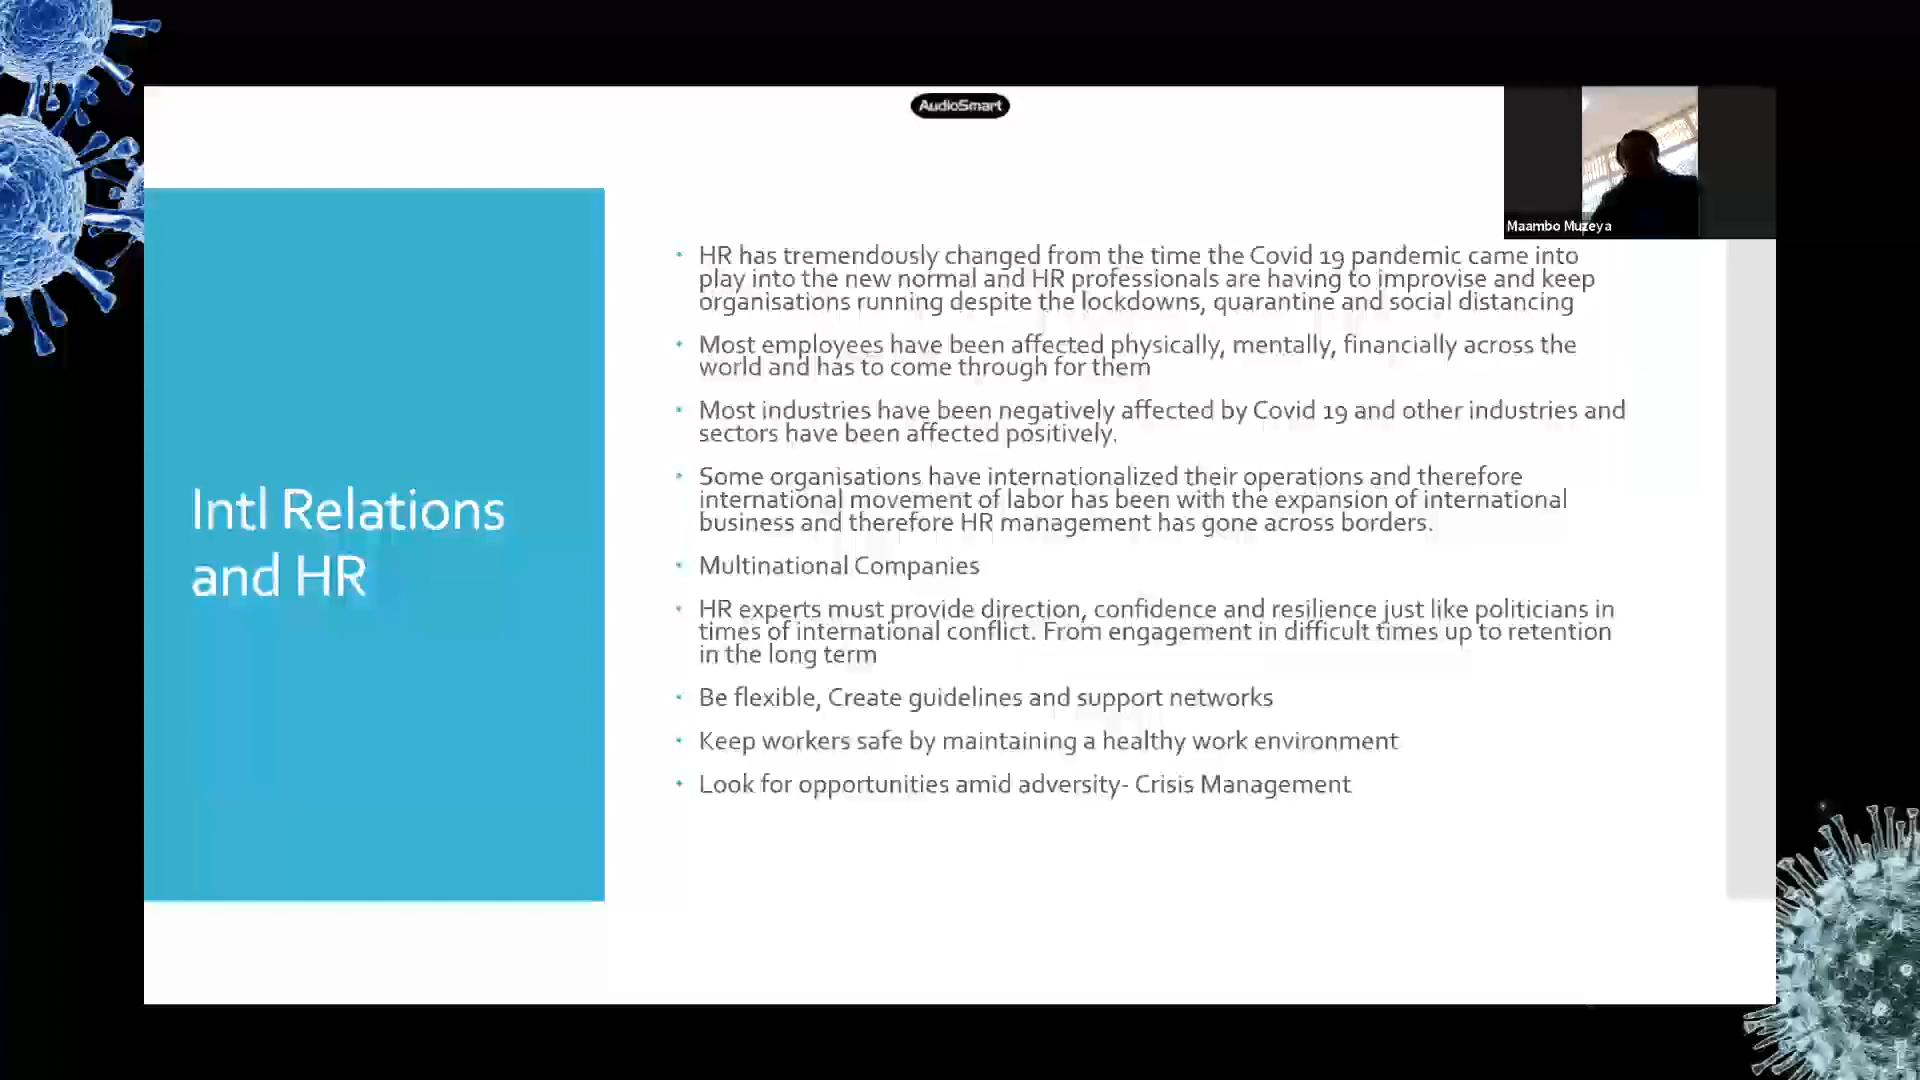 AudioSmart
Maambo Muzeya
Intl Relations
and HR
HR has tremendously changed from the time the Covid 19 pandemic came into
play into the new normal and HR professionals are having to improvise and keep
organisations running despite the lockdowns, quarantine and social distancing
Most employees have been affected physically, mentally, financially across the
world and has to come through for them
Most industries have been negatively affected by Covid 19 and other industries and
sectors have been affected positively.
Some organisations have internationalized their operations and therefore
international movement of labor has been with the expansion of international
business and therefore HR management has gone across borders.
Multinational Companies
HR experts must provide direction, confidence and resilience just like politicians in
times of international conflict. From engagement in difficult times up to retention
in the long term
Be flexible, Create guidelines and support networks
Keep workers safe by maintaining a healthy work environment
Look for opportunities amid adversity- Crisis Management